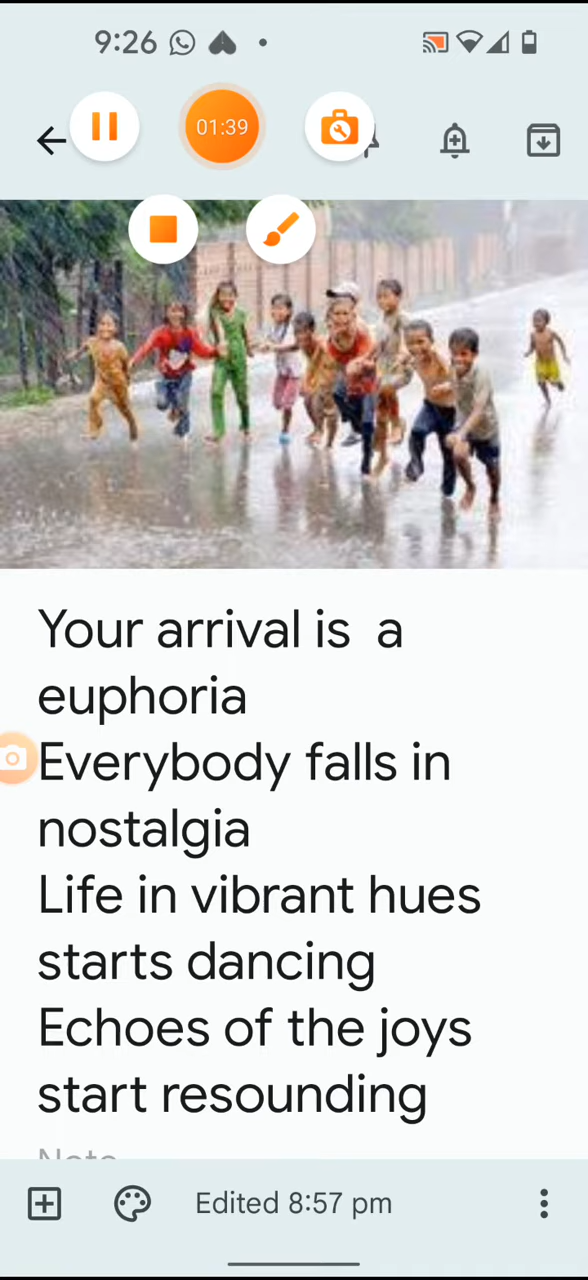 9:26
01:39
Your arrival is a
euphoria
Everybody falls in
nostalgia
Life in vibrant hues
starts dancing
Echoes of the joys
start resounding
Note
Edited 8:57 pm